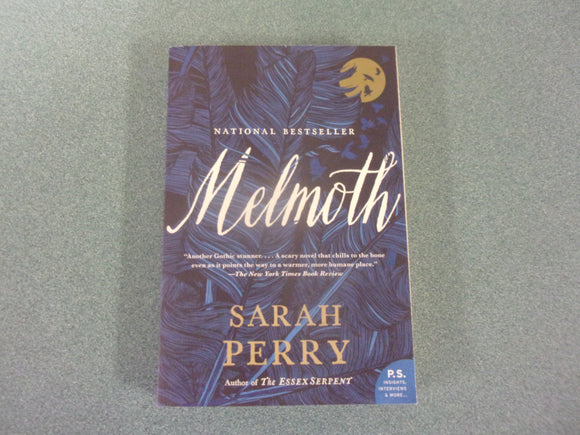 NATIONAL BESTSELLER
Melmoth
“Another Gothic stunner. . . . A scary novel that chills to the bone
even as it points the way to a warmer, more humane place.”
—The New York Times Book Review
SARAH
PERRY
Author of The ESSEX SERPENT
P.S.
INSIGHTS,
INTERVIEWS
& MORE...